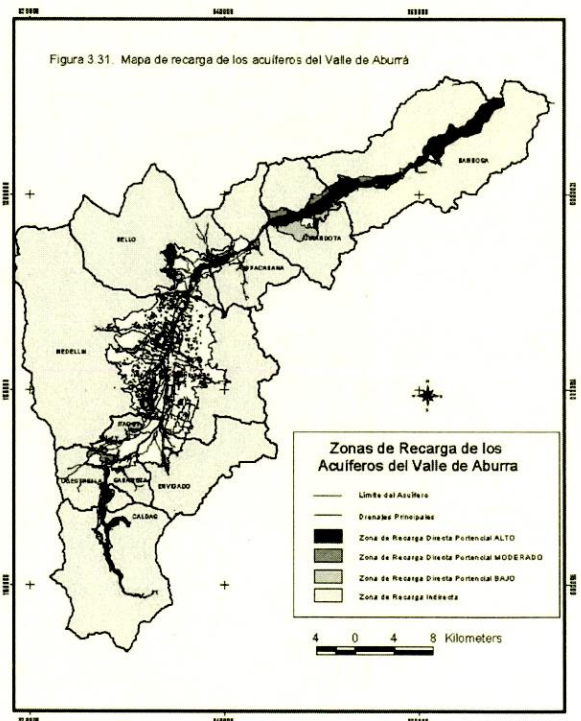 Figura 3.31. Mapa de recarga de los acuíferos del Valle de Aburrá
BARBOSA
GIRARDOTA
BELLO
COPACABANA
MEDELLIN
ITAGUI
LA ESTRELLA
SABANETA
ENVIGADO
CALDAS
Zonas de Recarga de los
Acuíferos del Valle de Aburra
Limite del Acuifero
Drenajes Principales
Zona de Recarga Directa Portencial ALTO
Zona de Recarga Directa Portencial MODERADO
Zona de Recarga Directa Portencial BAJO
Zona de Recarga Indirecta
4 0 4 8 Kilometers